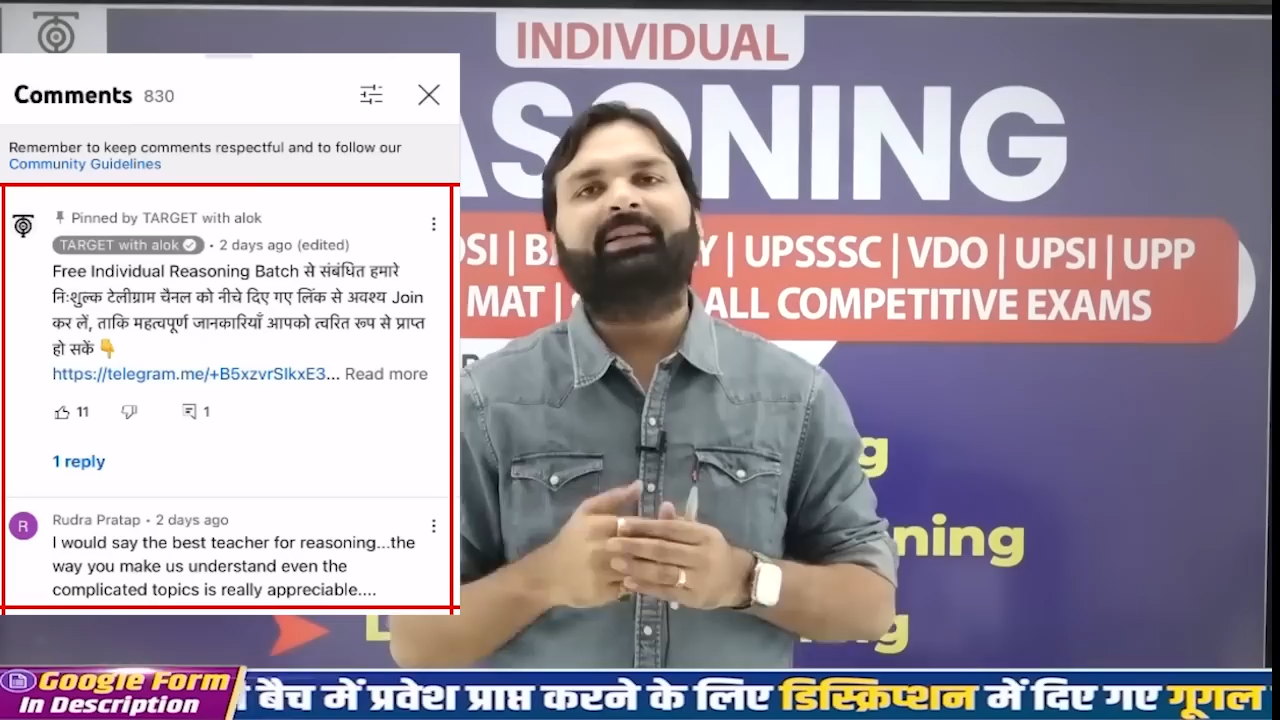 INDIVIDUAL
ASONING
SI | B Y | UPSSSC | VDO | UPSI | UPP
MAT | ALL COMPETITIVE EXAMS
Comments 830
Remember to keep comments respectful and to follow our
Community Guidelines
Pinned by TARGET with alok
TARGET with alok • 2 days ago (edited)
Free Individual Reasoning Batch से संबंधित हमारे
निःशुल्क टेलीग्राम चैनल को नीचे दिए गए लिंक से अवश्य Join
कर लें, ताकि महत्वपूर्ण जानकारियाँ आपको त्वरित रूप से प्राप्त
हो सकें 👇
https://telegram.me/+B5xzvrSlkxE3... Read more
11 1
1 reply
R
Rudra Pratap • 2 days ago
I would say the best teacher for reasoning...the
way you make us understand even the
complicated topics is really appreciable....
g
ning
g
Google Form
In Description
बैच में प्रवेश प्राप्त करने के लिए डिस्क्रिप्शन में दिए गए गूगल